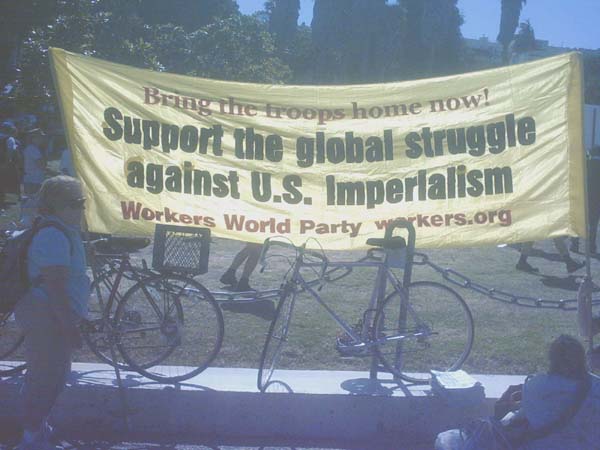 Bring the troops home now!
Support the global struggle
against U.S. Imperialism
Workers World Party workers.org